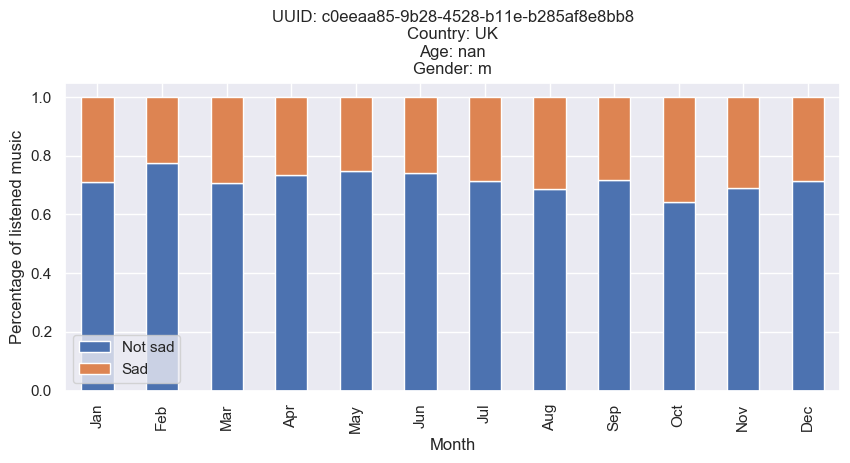 UUID: c0eeaa85-9b28-4528-b11e-b285af8e8bb8
Country: UK
Age: nan
Gender: m
Percentage of listened music
1.0
0.8
0.6
0.4
0.2
0.0
Not sad
Sad
Jan
Feb
Mar
Apr
May
Jun
Jul
Aug
Sep
Oct
Nov
Dec
Month